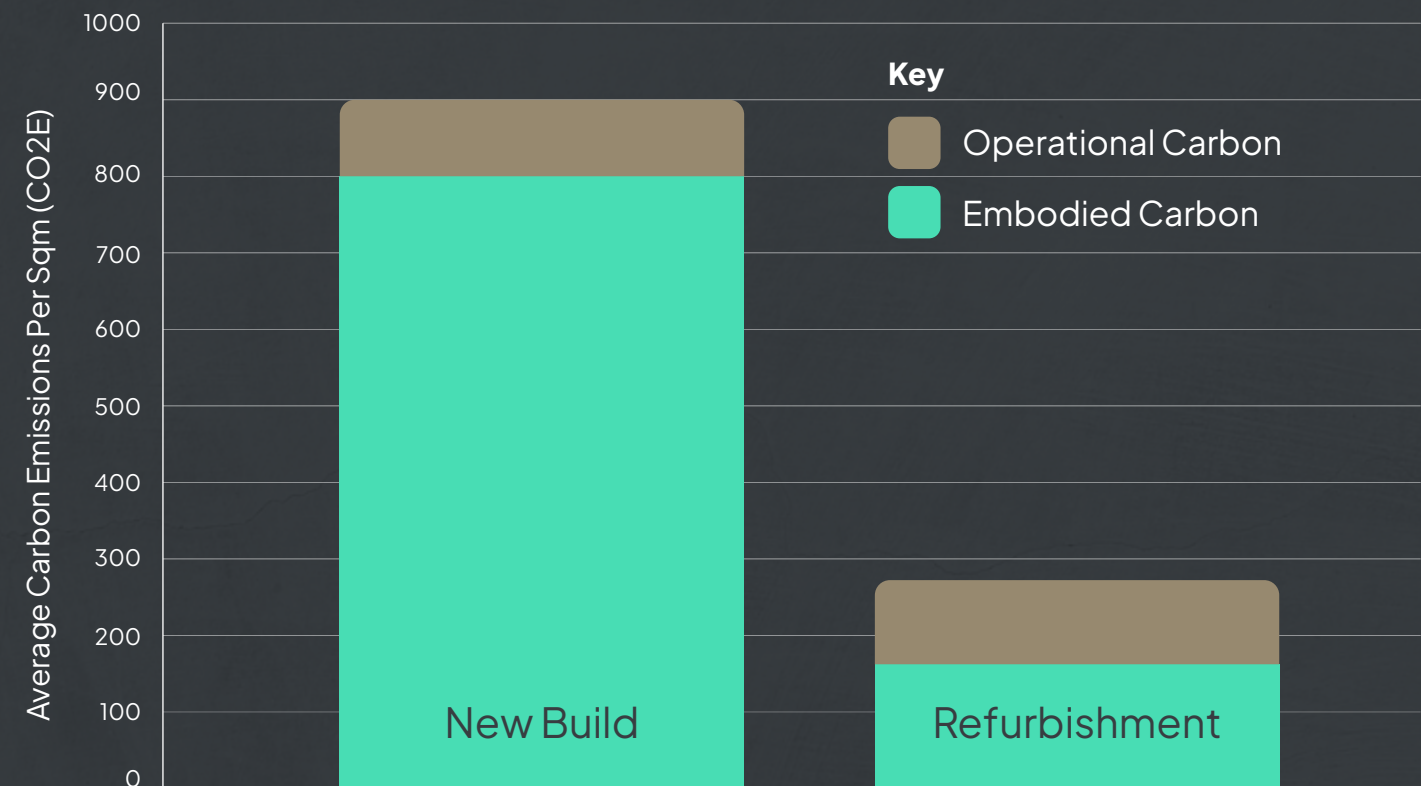 Average Carbon Emissions Per Sqm (CO2E)
1000
900
800
700
600
500
400
300
200
100
0
Key
Operational Carbon
Embodied Carbon
New Build
Refurbishment